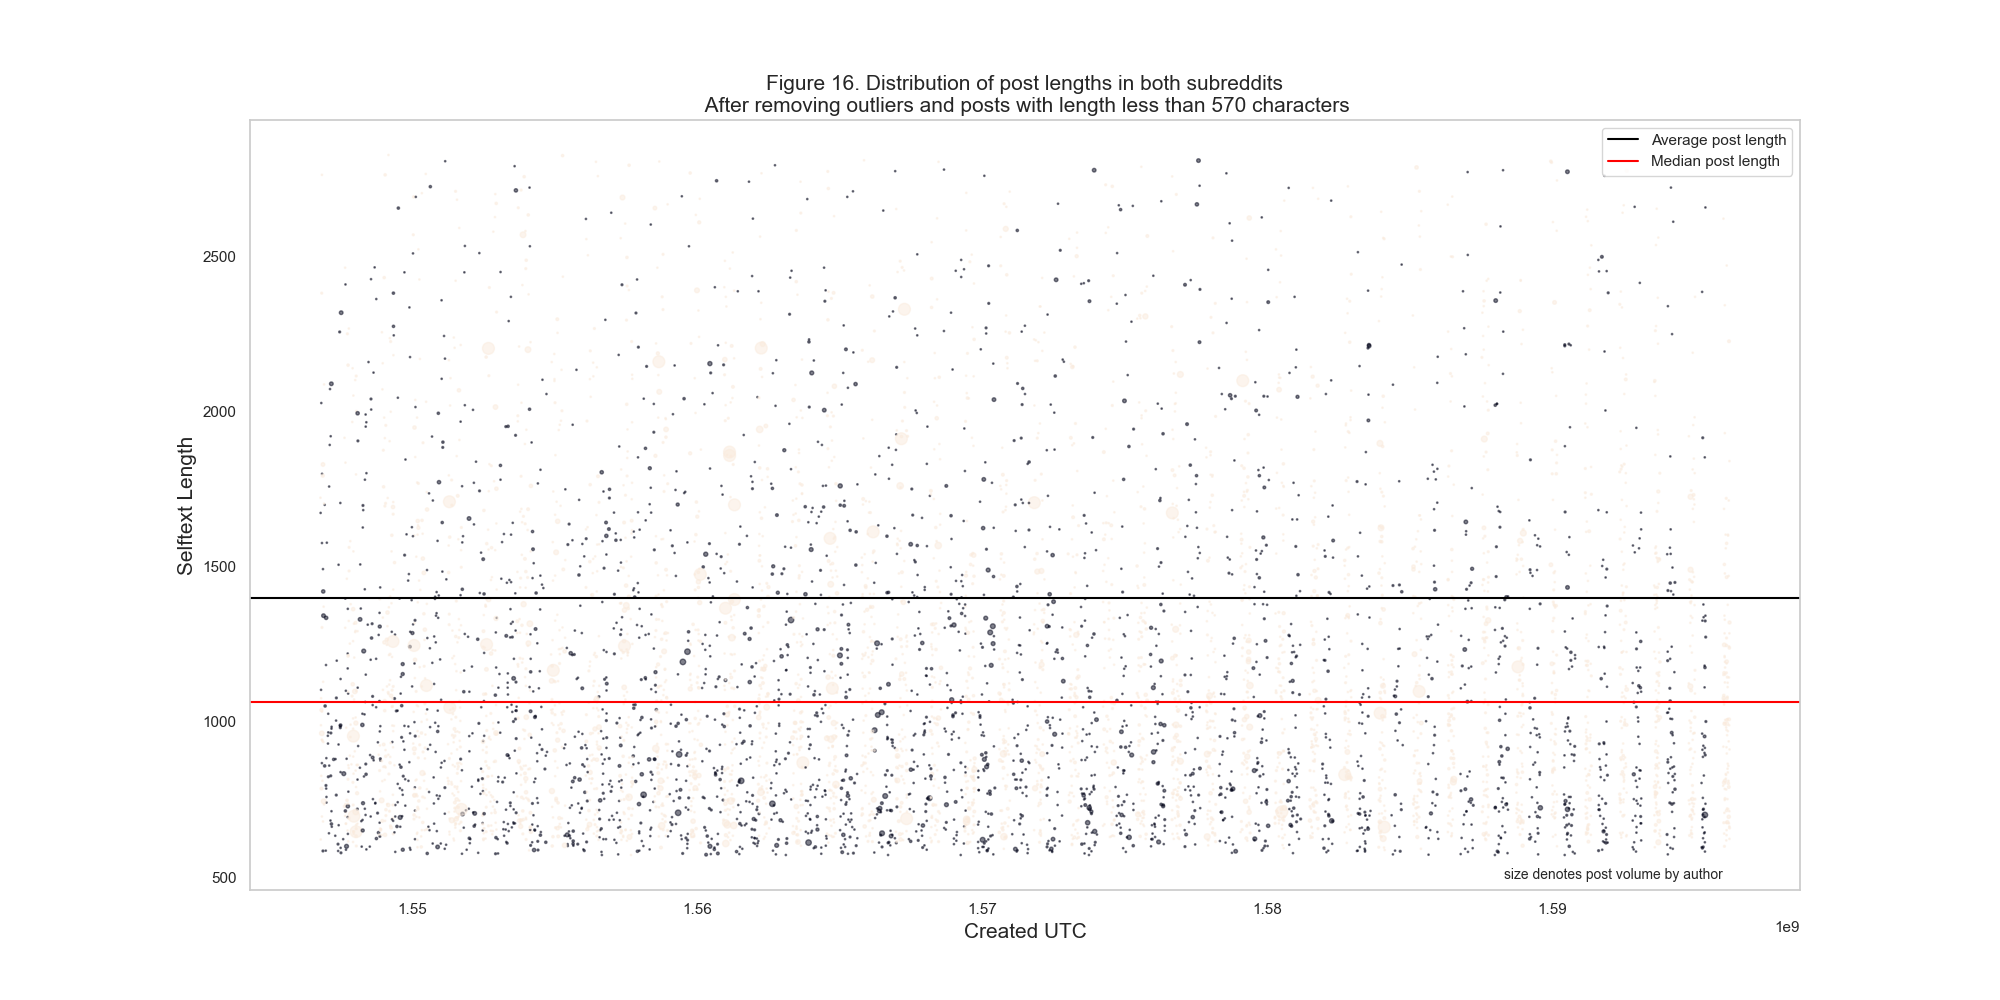 Figure 16. Distribution of post lengths in both subreddits
After removing outliers and posts with length less than 570 characters
Average post length
Median post length
Selftext Length
2500
2000
1500
1000
500
size denotes post volume by author
1.55
1.56
1.57
1.58
1.59
1e9
Created UTC